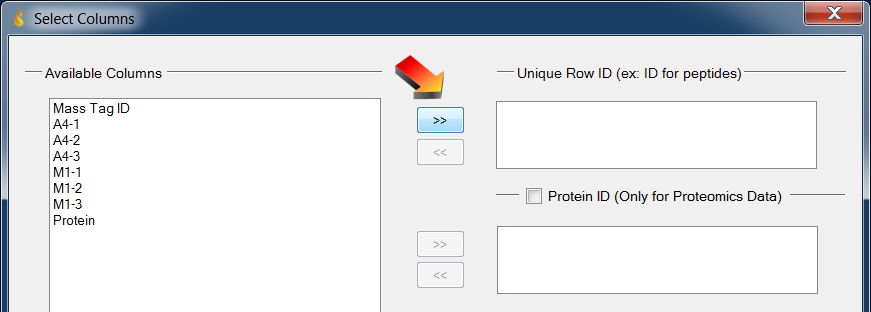 Select Columns
X
Available Columns
Mass Tag ID
A4-1
A4-2
A4-3
M1-1
M1-2
M1-3
Protein
>>
<<
>>
<<
Unique Row ID (ex: ID for peptides)
Protein ID (Only for Proteomics Data)